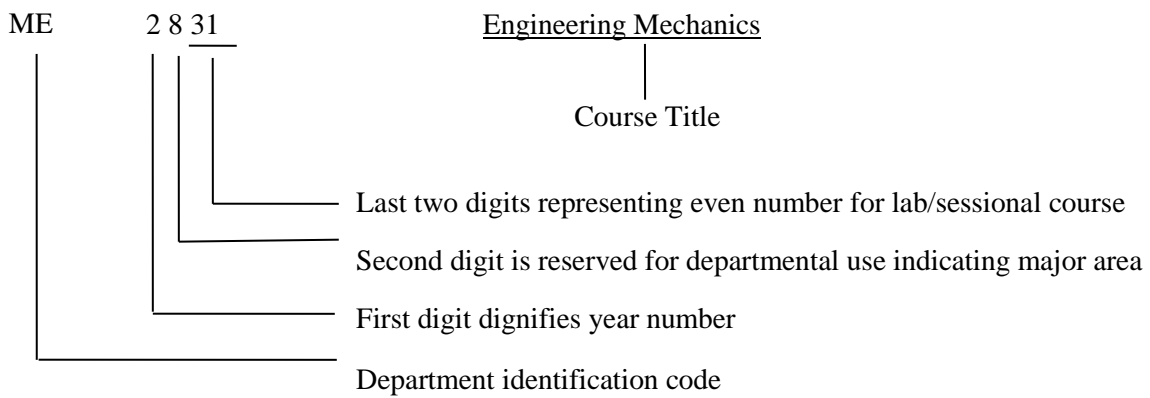 ME 2 8 31 Engineering Mechanics
Course Title
Last two digits representing even number for lab/sessional course
Second digit is reserved for departmental use indicating major area
First digit dignifies year number
Department identification code